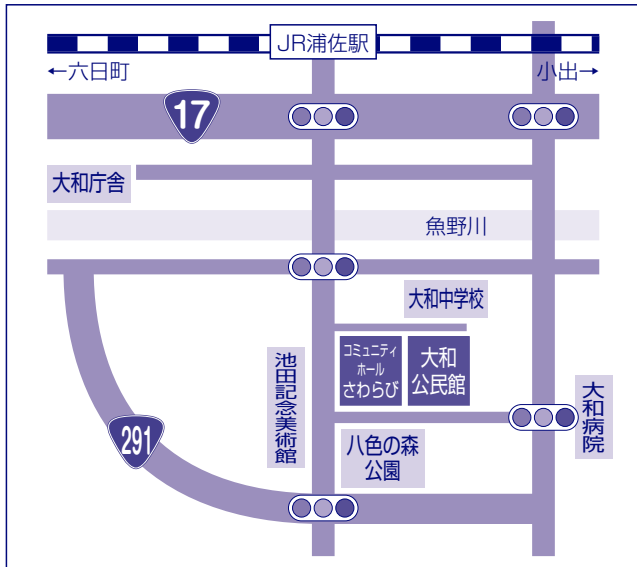 JR浦佐駅
←六日町
小出→
17
大和庁舎
魚野川
大和中学校
コミュニティ
ホール
さわらび
大和
公民館
池田記念美術館
大和病院
291
八色の森
公園